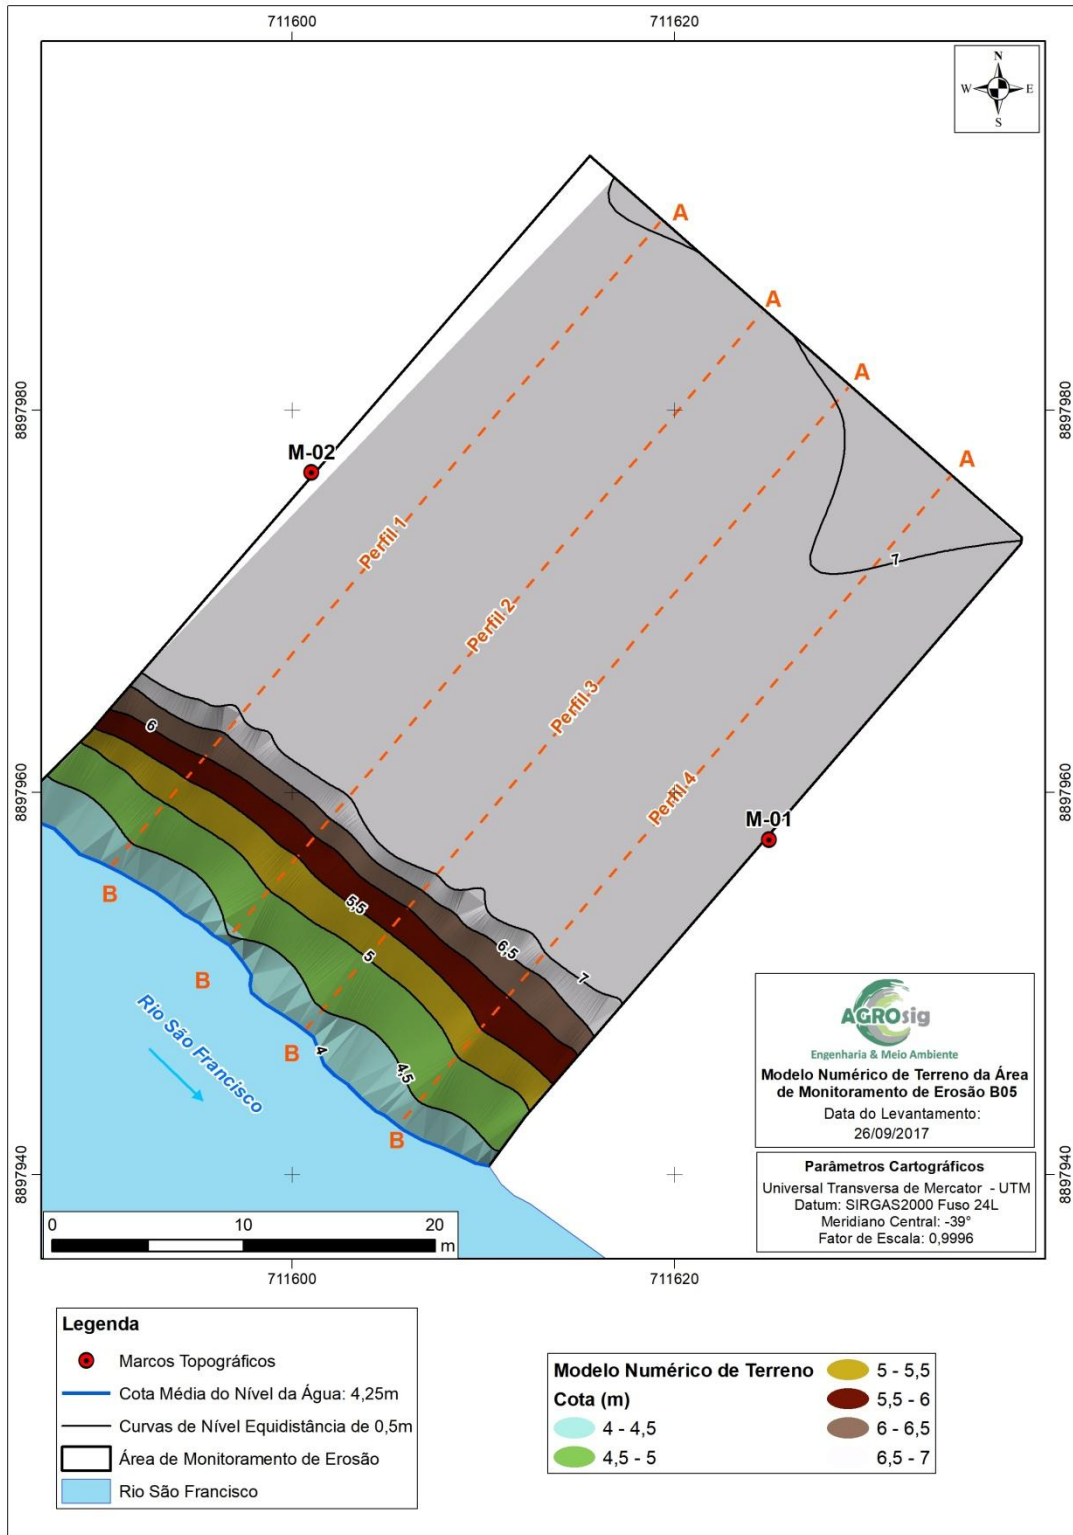 711600
711620
N
W
E
S
A
A
A
A
8897980
8897980
M-02
Perfil 1
Perfil 2
Perfil 3
Perfil 4
7
6
8897960
8897960
M-01
5,5
5
6,5
7
4
4,5
B
B
B
B
Rio São Francisco
8897940
8897940
AGROsig
Engenharia & Meio Ambiente
Modelo Numérico de Terreno da Área
de Monitoramento de Erosão B05
Data do Levantamento:
26/09/2017
Parâmetros Cartográficos
Universal Transversa de Mercator - UTM
Datum: SIRGAS2000 Fuso 24L
Meridiano Central: -39°
Fator de Escala: 0,9996
0 10 20
m
711600
711620
Legenda
Marcos Topográficos
Cota Média do Nível da Água: 4,25m
Curvas de Nível Equidistância de 0,5m
Área de Monitoramento de Erosão
Rio São Francisco
Modelo Numérico de Terreno
Cota (m)
4 - 4,5
4,5 - 5
5 - 5,5
5,5 - 6
6 - 6,5
6,5 - 7